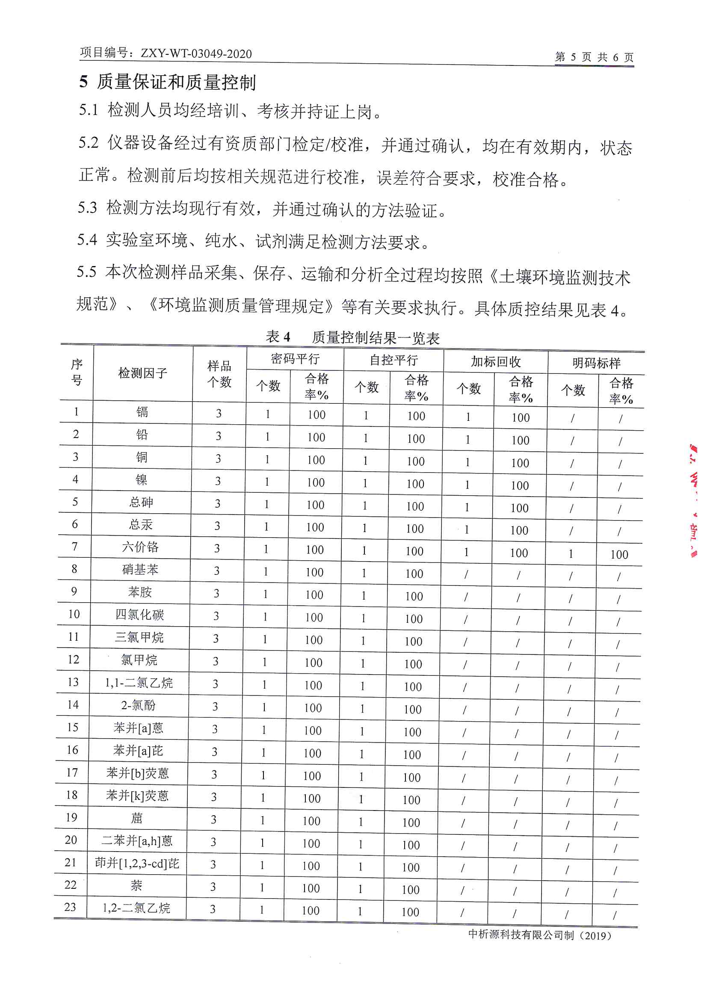 项目编号：ZXY-WT-03049-2020
第 5 页 共 6 页
5 质量保证和质量控制
5.1 检测人员均经培训、考核并持证上岗。
5.2 仪器设备经过有资质部门检定/校准，并通过确认，均在有效期内，状态
正常。检测前后均按相关规范进行校准，误差符合要求，校准合格。
5.3 检测方法均现行有效，并通过确认的方法验证。
5.4 实验室环境、纯水、试剂满足检测方法要求。
5.5 本次检测样品采集、保存、运输和分析全过程均按照《土壤环境监测技术
规范》、《环境监测质量管理规定》等有关要求执行。具体质控结果见表 4。
表 4 质量控制结果一览表
序号 检测因子 样品个数 密码平行 自控平行 加标回收 明码标样
个数 合格率% 个数 合格率% 个数 合格率% 个数 合格率%
1 镉 3 1 100 1 100 1 100 / /
2 铅 3 1 100 1 100 1 100 / /
3 铜 3 1 100 1 100 1 100 / /
4 镍 3 1 100 1 100 1 100 / /
5 总砷 3 1 100 1 100 1 100 / /
6 总汞 3 1 100 1 100 1 100 / /
7 六价铬 3 1 100 1 100 1 100 1 100
8 硝基苯 3 1 100 1 100 / / / /
9 苯胺 3 1 100 1 100 / / / /
10 四氯化碳 3 1 100 1 100 / / / /
11 三氯甲烷 3 1 100 1 100 / / / /
12 氯甲烷 3 1 100 1 100 / / / /
13 1,1-二氯乙烷 3 1 100 1 100 / / / /
14 2-氯酚 3 1 100 1 100 / / / /
15 苯并[a]蒽 3 1 100 1 100 / / / /
16 苯并[a]芘 3 1 100 1 100 / / / /
17 苯并[b]荧蒽 3 1 100 1 100 / / / /
18 苯并[k]荧蒽 3 1 100 1 100 / / / /
19 䓛 3 1 100 1 100 / / / /
20 二苯并[a,h]蒽 3 1 100 1 100 / / / /
21 茚并[1,2,3-cd]芘 3 1 100 1 100 / / / /
22 萘 3 1 100 1 100 / / / /
23 1,2-二氯乙烷 3 1 100 1 100 / / / /
中析源科技有限公司制（2019）